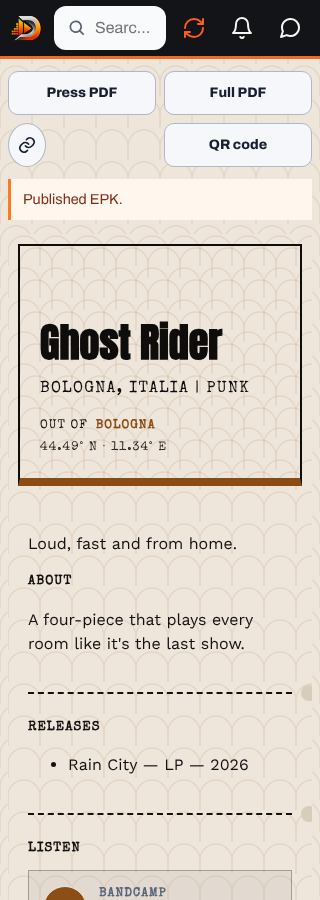 Searc...
Press PDF
Full PDF
QR code
Published EPK.
Ghost Rider
BOLOGNA, ITALIA | PUNK
OUT OF BOLOGNA
44.49° N · 11.34° E
Loud, fast and from home.
ABOUT
A four-piece that plays every
room like it's the last show.
RELEASES
• Rain City — LP — 2026
LISTEN
BANDCAMP